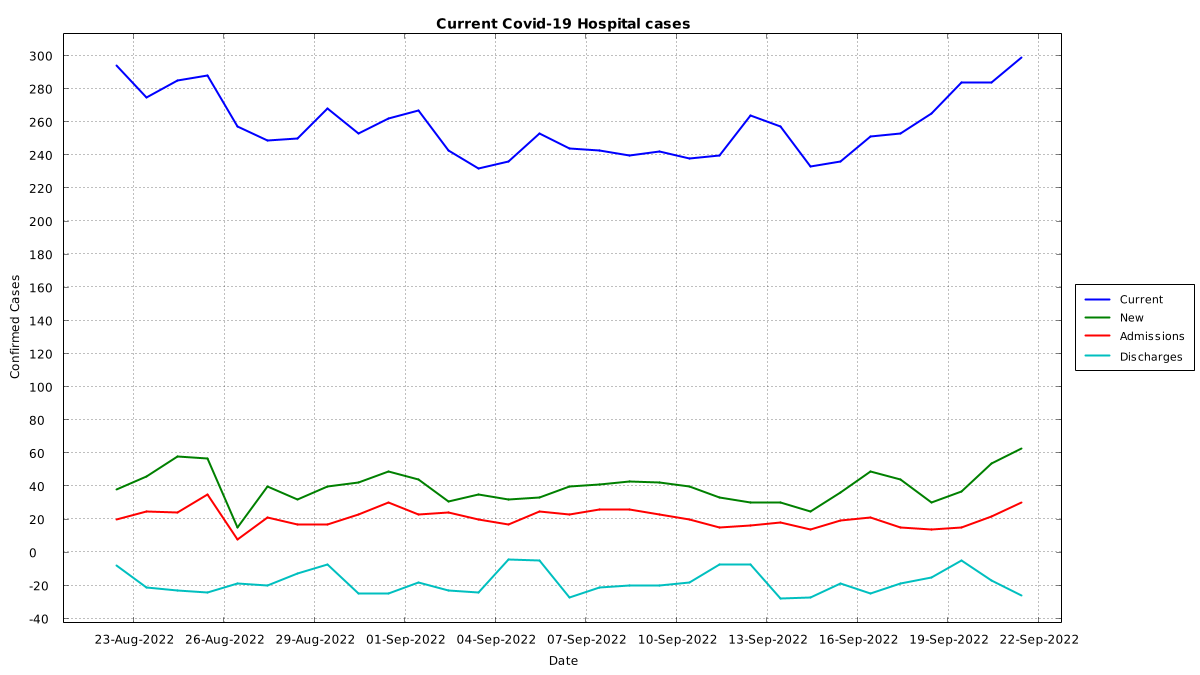 Current Covid-19 Hospital cases
Confirmed Cases
300
280
260
240
220
200
180
160
140
120
100
80
60
40
20
0
-20
-40
23-Aug-2022 26-Aug-2022 29-Aug-2022 01-Sep-2022 04-Sep-2022 07-Sep-2022 10-Sep-2022 13-Sep-2022 16-Sep-2022 19-Sep-2022 22-Sep-2022
Date
Current
New
Admissions
Discharges